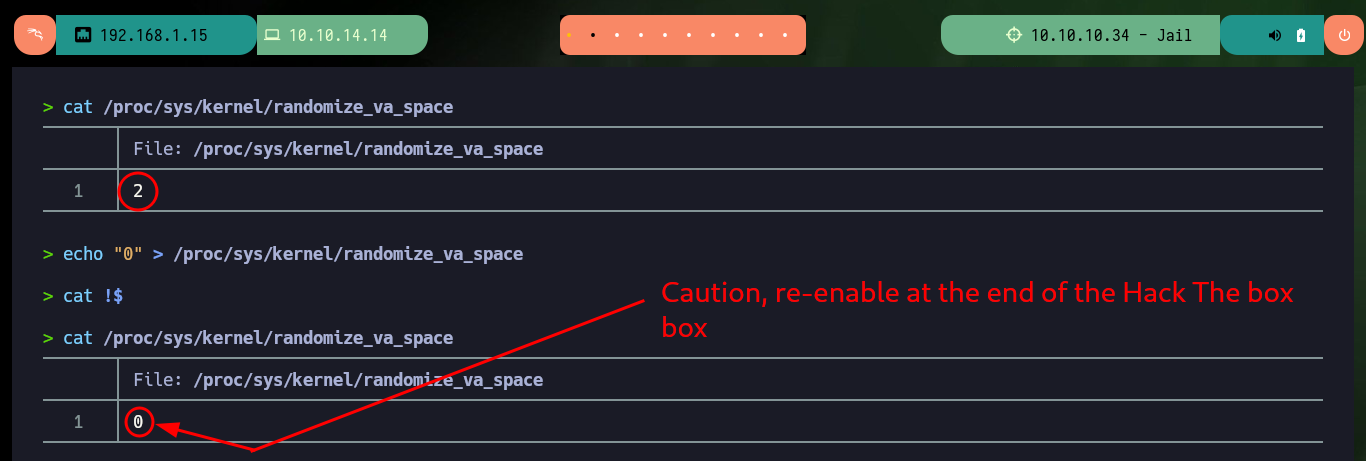 192.168.1.15 10.10.14.14 10.10.10.34 - Jail
> cat /proc/sys/kernel/randomize_va_space
File: /proc/sys/kernel/randomize_va_space
1 2
> echo "0" > /proc/sys/kernel/randomize_va_space
> cat !$
Caution, re-enable at the end of the Hack The box
box
> cat /proc/sys/kernel/randomize_va_space
File: /proc/sys/kernel/randomize_va_space
1 0